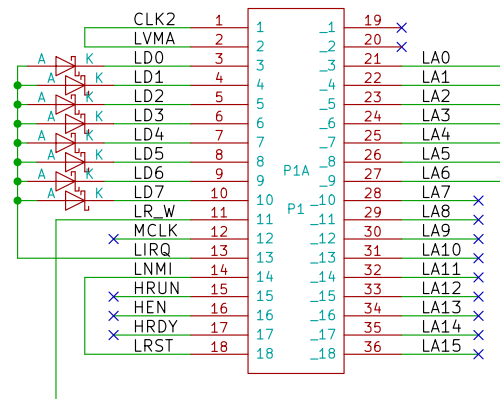 CLK2 1 1 _1 19
LVMA 2 2 _2 20
A K LD0 3 3 _3 21 LA0
A K LD1 4 4 _4 22 LA1
A K LD2 5 5 _5 23 LA2
A K LD3 6 6 _6 24 LA3
A K LD4 7 7 _7 25 LA4
A K LD5 8 8 _8 26 LA5
P1A
A K LD6 9 9 _9 27 LA6
LD7 10 10 _10 28 LA7
P1
LR_W 11 11 _11 29 LA8
MCLK 12 12 _12 30 LA9
LIRQ 13 13 _13 31 LA10
LNMI 14 14 _14 32 LA11
HRUN 15 15 _15 33 LA12
HEN 16 16 _16 34 LA13
HRDY 17 17 _17 35 LA14
LRST 18 18 _18 36 LA15